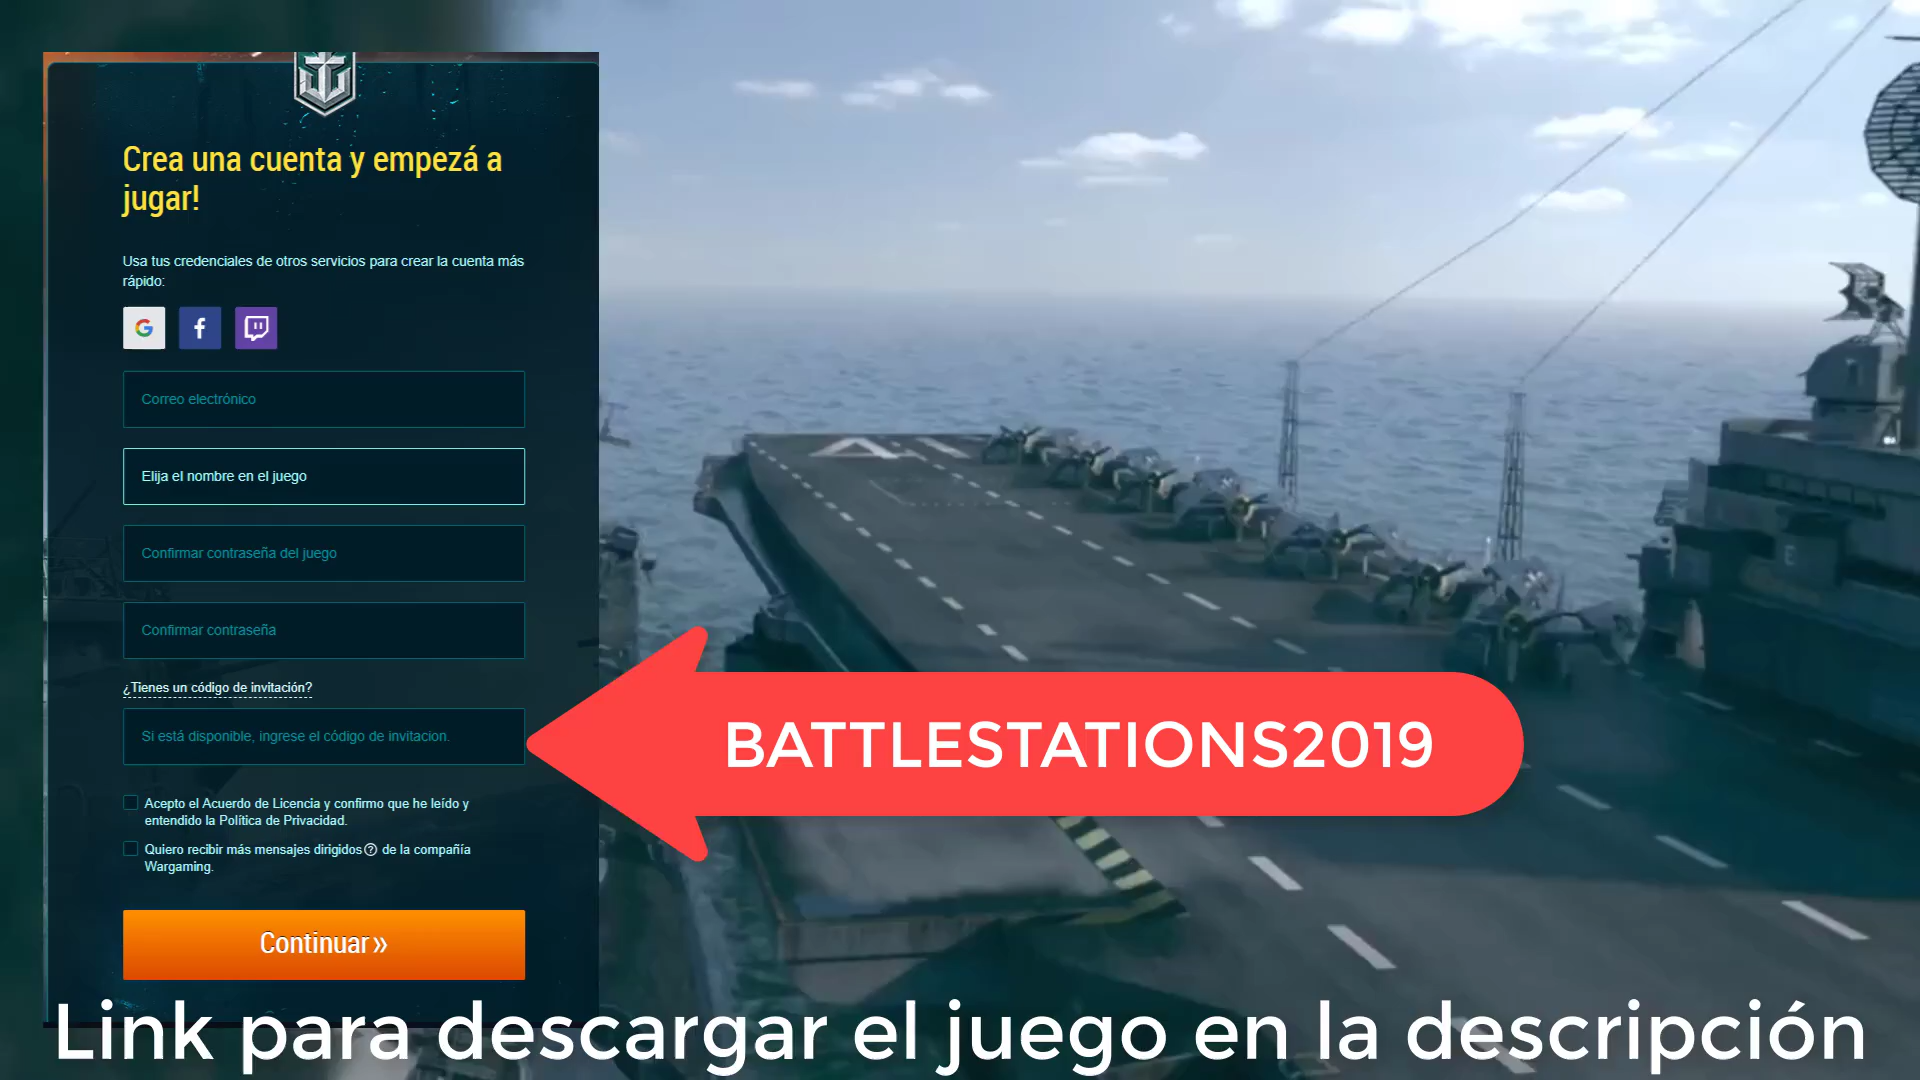 Crea una cuenta y empezá a
jugar!
Usa tus credenciales de otros servicios para crear la cuenta más
rápido:
Correo electrónico
Elija el nombre en el juego
Confirmar contraseña del juego
Confirmar contraseña
¿Tienes un código de invitación?
Si está disponible, ingrese el código de invitacion.
BATTLESTATIONS2019
Acepto el Acuerdo de Licencia y confirmo que he leído y
entendido la Política de Privacidad.
Quiero recibir más mensajes dirigidos de la compañía
Wargaming.
Continuar»
Link para descargar el juego en la descripción